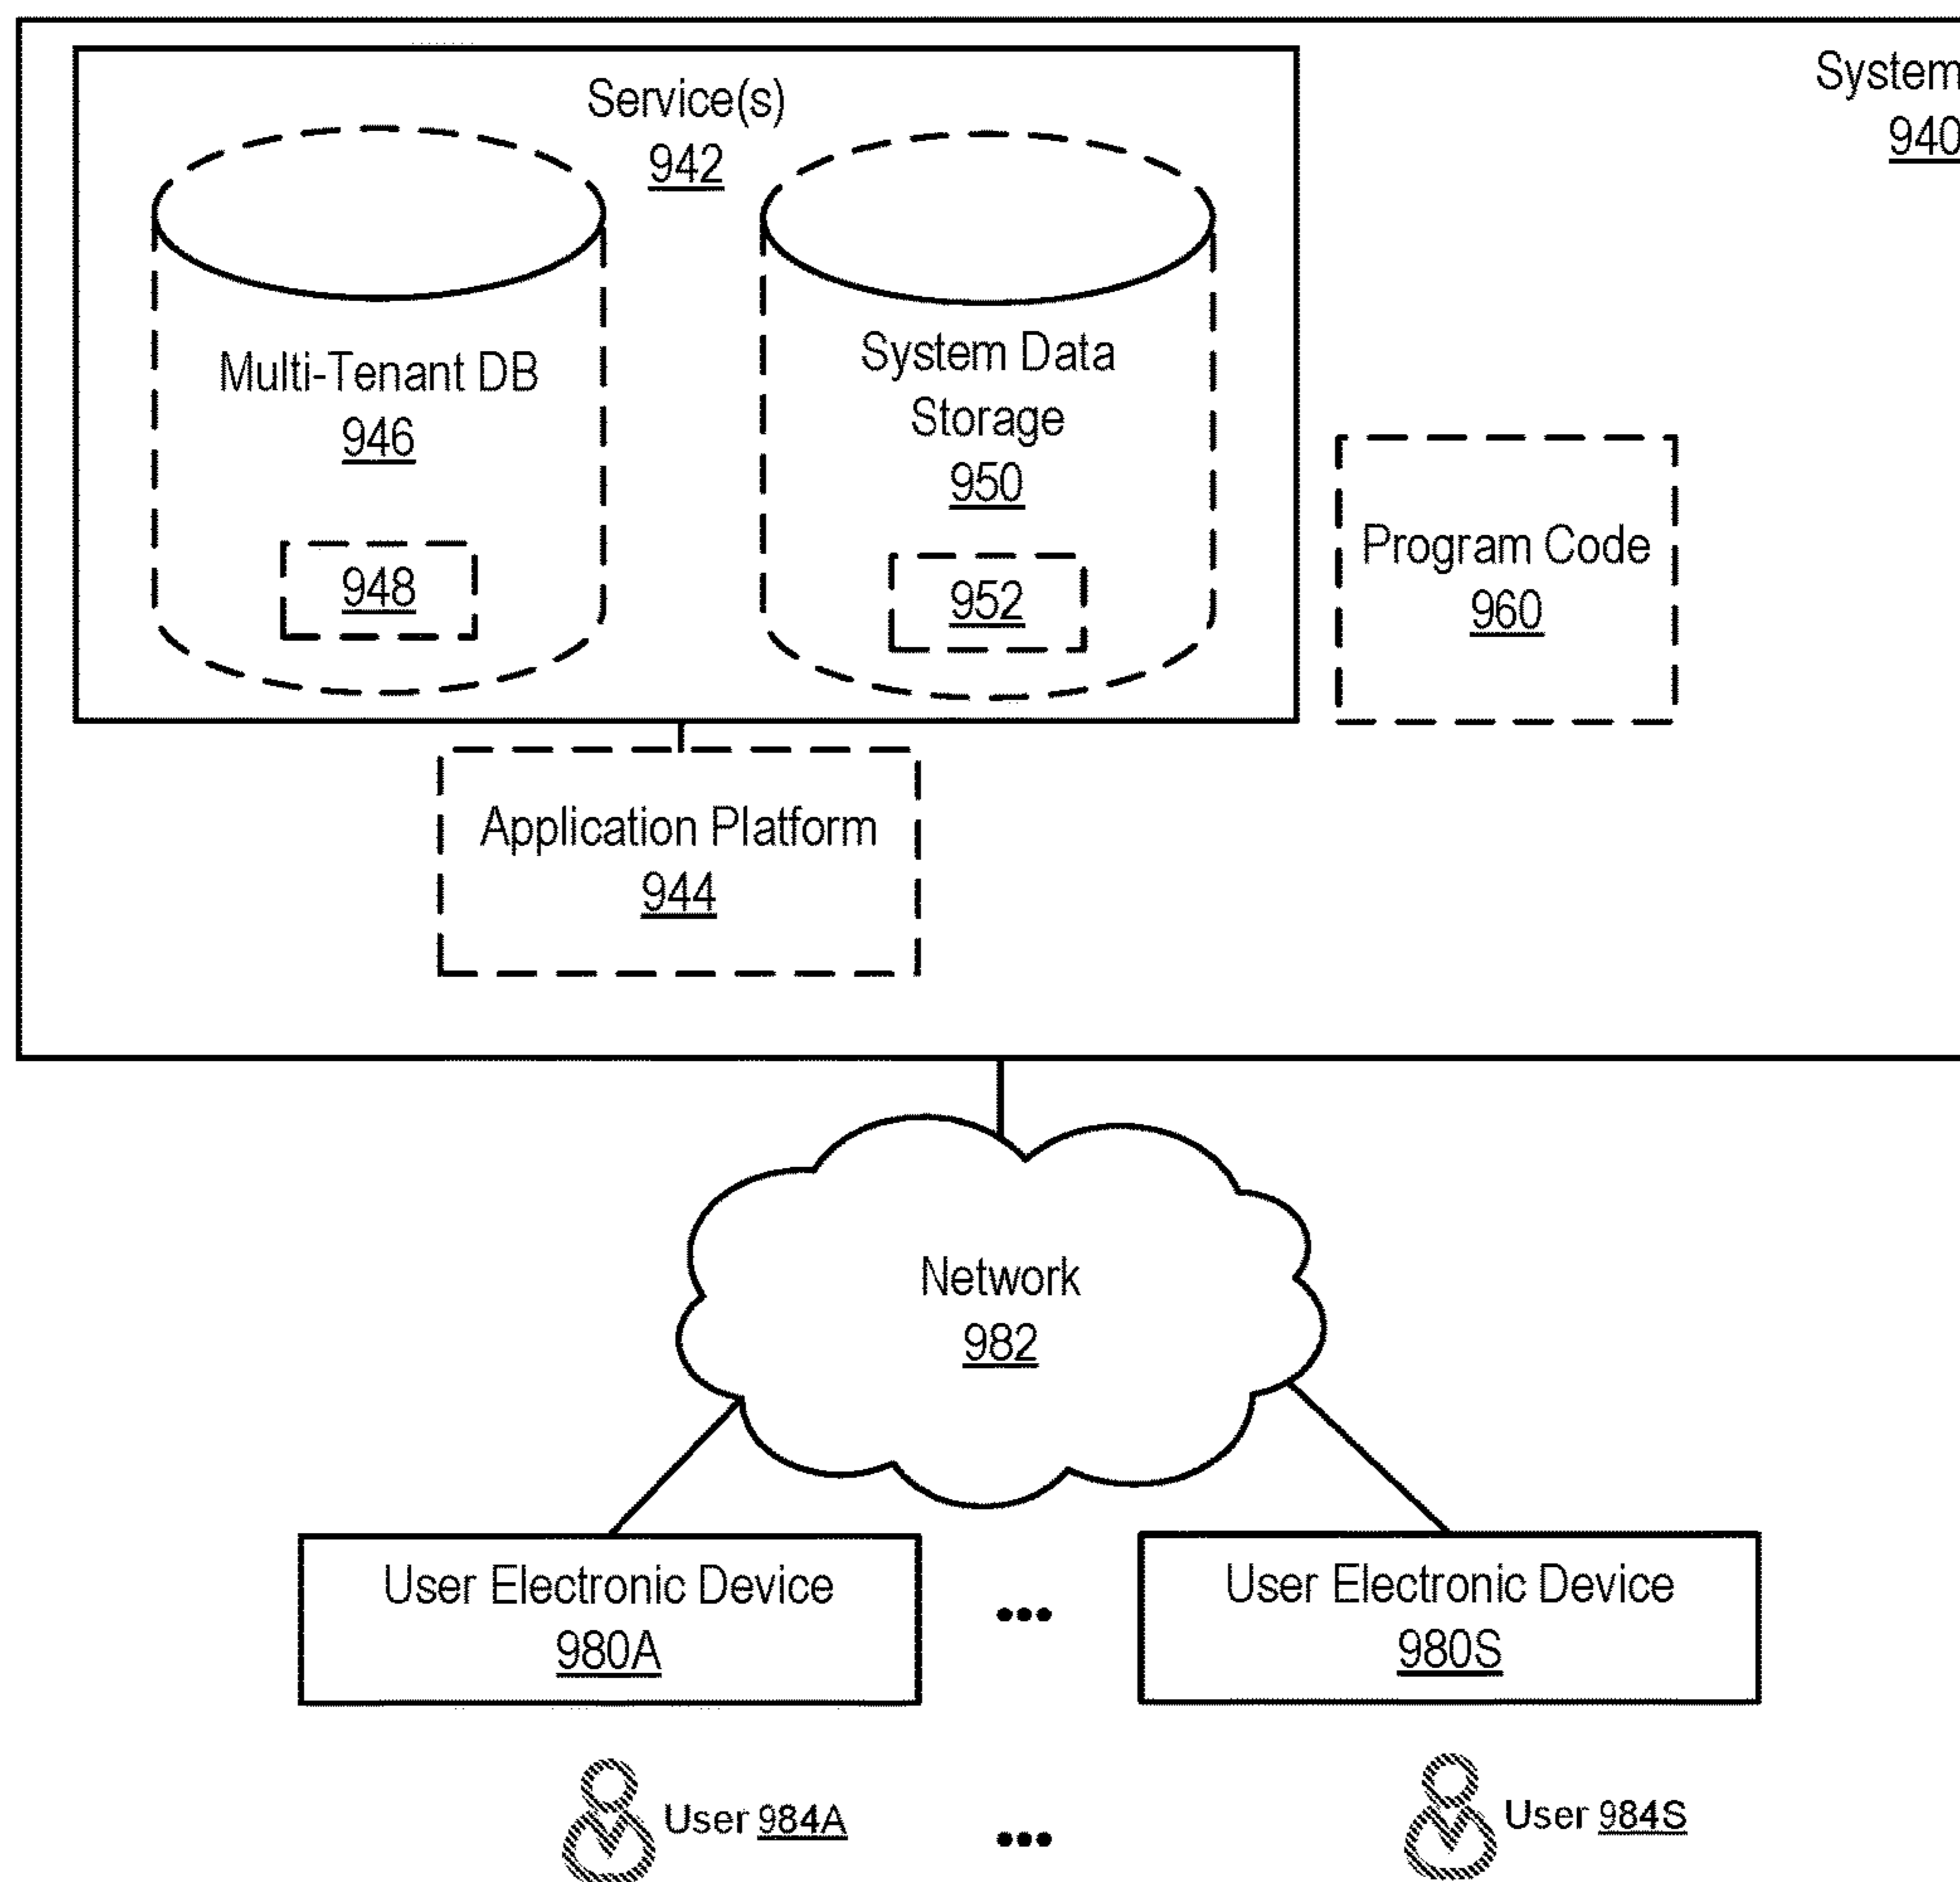 System
940
Service(s)
942
Multi-Tenant DB
946
948
System Data
Storage
950
952
Program Code
960
Application Platform
944
Network
982
User Electronic Device
980A
...
User Electronic Device
980S
User 984A
...
User 984S